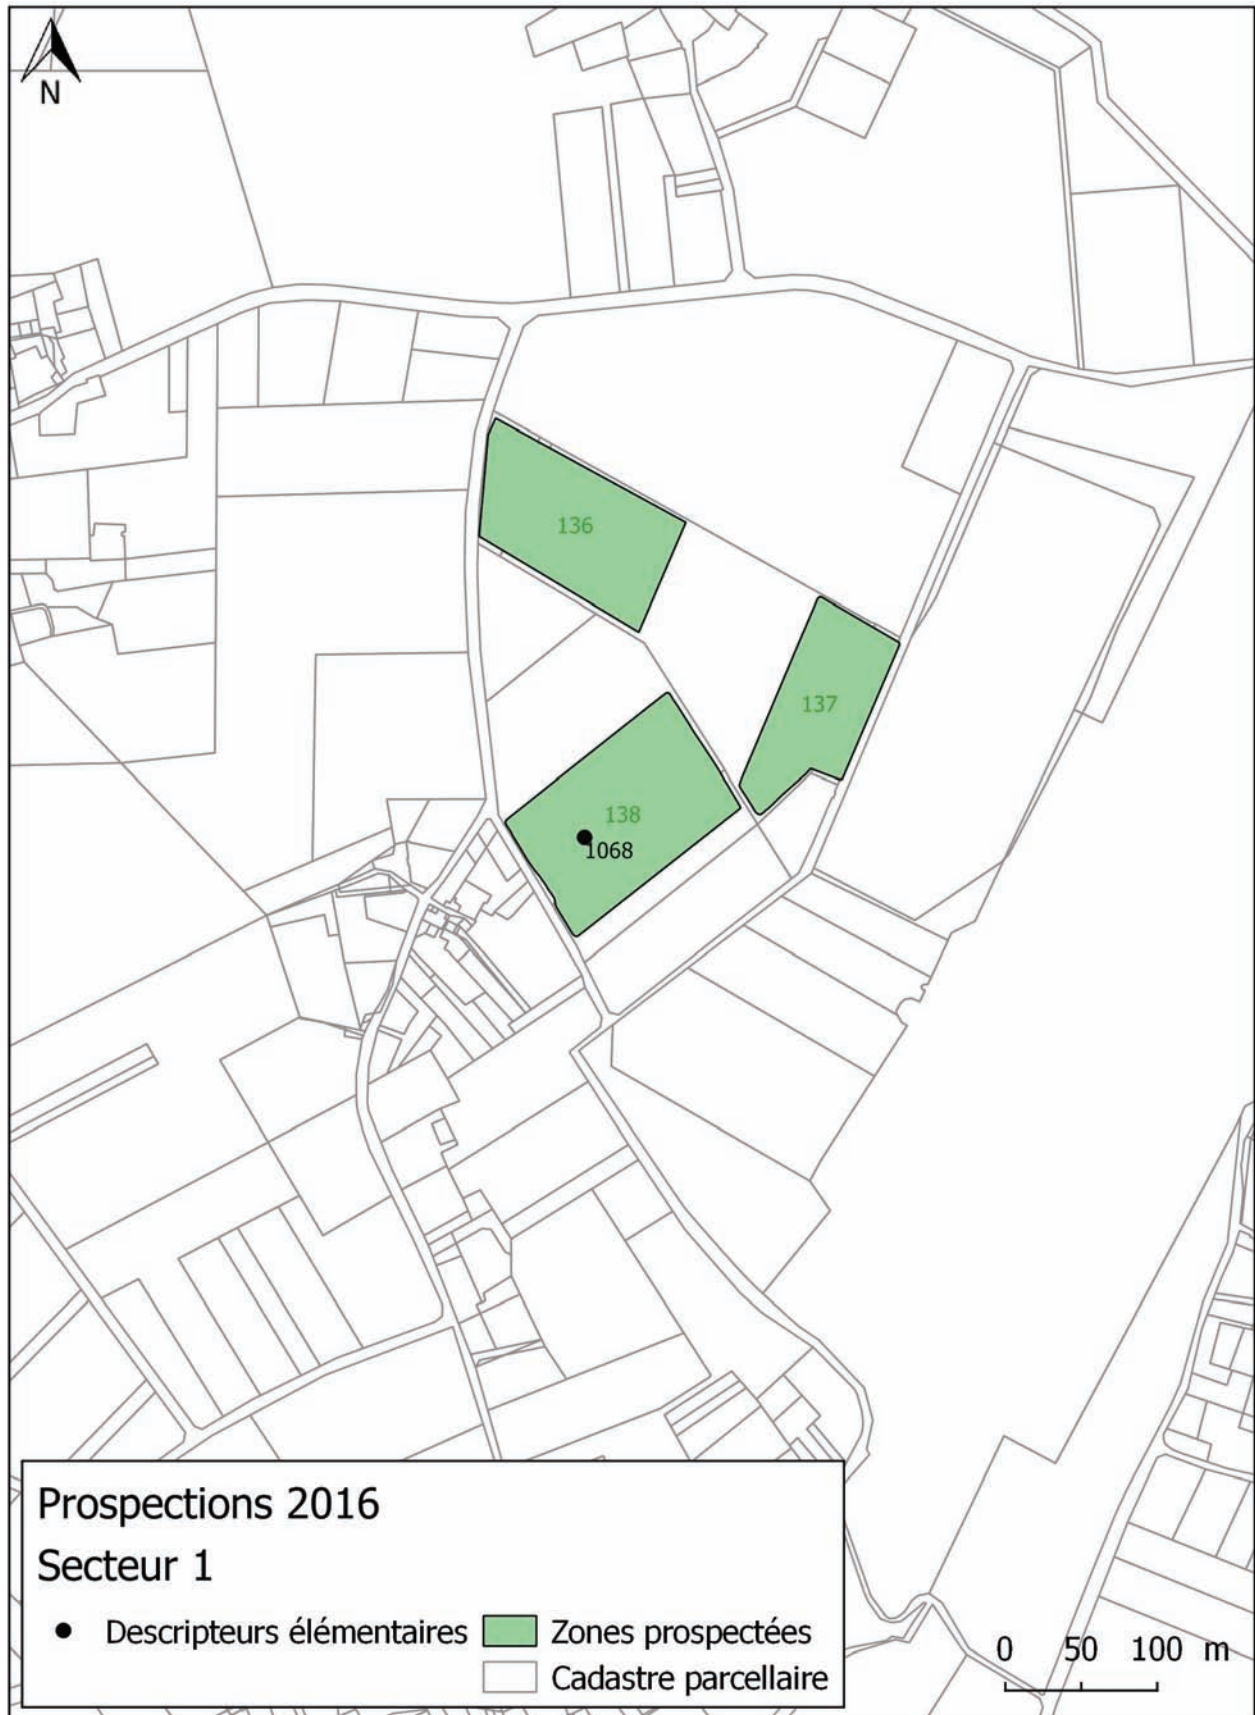 N
136
137
138
1068
Prospections 2016
Secteur 1
Descripteurs élémentaires
Zones prospectées
Cadastre parcellaire
0 50 100 m